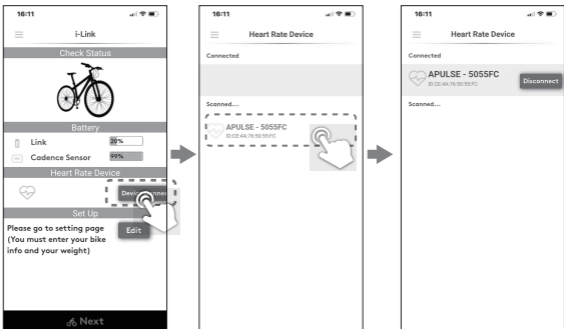 16:11
i-Link
Check Status
Battery
Link 20%
Cadence Sensor 99%
Heart Rate Device
Set Up
Please go to setting page
(You must enter your bike
info and your weight)
Edit
Next
16:11
Heart Rate Device
Connected
Scanned....
APULSE - 5055FC
16:11
Heart Rate Device
Connected
APULSE - 5055FC
Disconnect
Scanned....